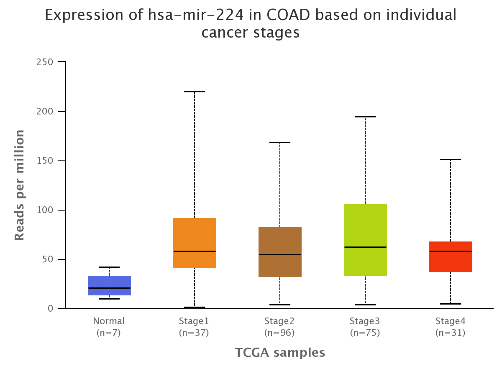 Expression of hsa-mir-224 in COAD based on individual
cancer stages
Reads per million
250
200
150
100
50
0
Normal
(n=7)
Stage1
(n=37)
Stage2
(n=96)
Stage3
(n=75)
Stage4
(n=31)
TCGA samples